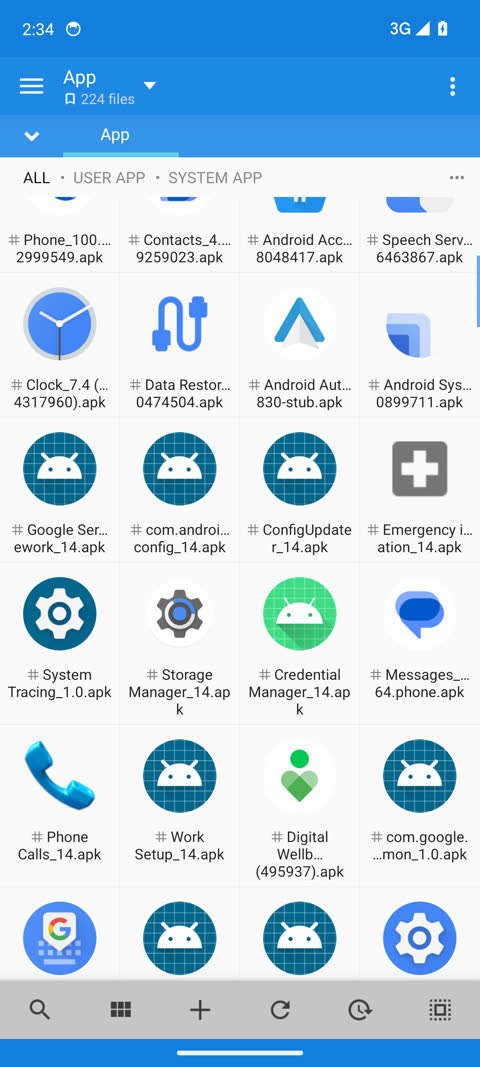 2:34
3G
App
224 files
App
ALL • USER APP • SYSTEM APP
# Phone_100.…
2999549.apk
# Contacts_4.…
9259023.apk
# Android Acc…
8048417.apk
# Speech Serv…
6463867.apk
# Clock_7.4 (…
4317960).apk
# Data Restor…
0474504.apk
# Android Aut…
830-stub.apk
# Android Sys…
0899711.apk
# Google Ser…
ework_14.apk
# com.androi…
config_14.apk
# ConfigUpdate
r_14.apk
# Emergency i…
ation_14.apk
# System
Tracing_1.0.apk
# Storage
Manager_14.ap
k
# Credential
Manager_14.ap
k
# Messages_…
64.phone.apk
# Phone
Calls_14.apk
# Work
Setup_14.apk
# Digital
Wellb…
(495937).apk
# com.google.
…mon_1.0.apk
G